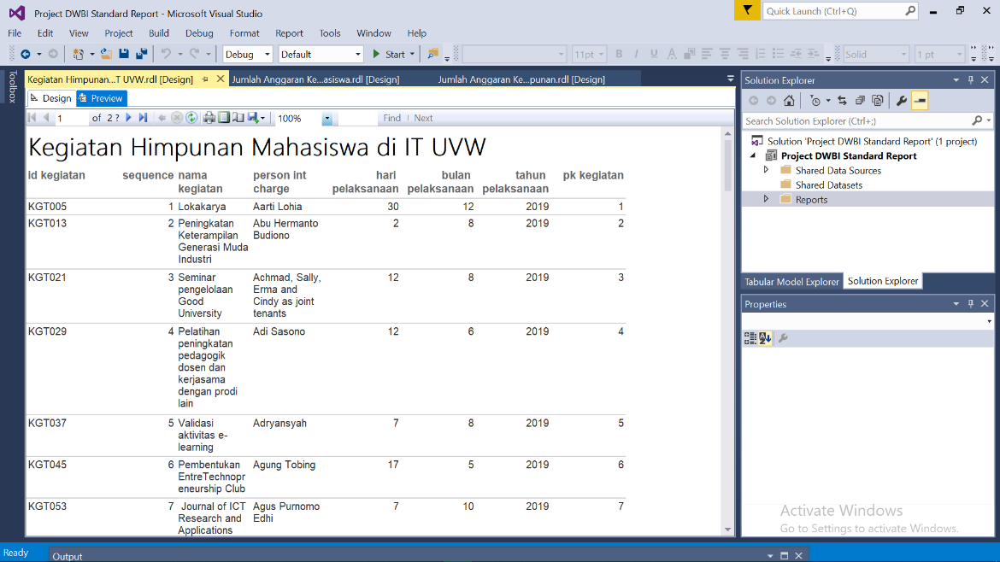 Project DWBI Standard Report - Microsoft Visual Studio
Quick Launch (Ctrl+Q)
File Edit View Project Build Debug Format Report Tools Window Help
Debug Default Start 11pt B I U A Solid 1 pt
Toolbox
Kegiatan Himpunan...T UVW.rdl [Design] Jumlah Anggaran Ke...asiswa.rdl [Design] Jumlah Anggaran Ke...punan.rdl [Design]
Design Preview
1 of 2 ? 100% Find | Next
Kegiatan Himpunan Mahasiswa di IT UVW
id kegiatan sequence nama kegiatan person int charge hari pelaksanaan bulan pelaksanaan tahun pelaksanaan pk kegiatan
KGT005 1 Lokakarya Aarti Lohia 30 12 2019 1
KGT013 2 Peningkatan Abu Hermanto 2 8 2019 2
Keterampilan Budiono
Generasi Muda
Industri
KGT021 3 Seminar Achmad, Sally, 12 8 2019 3
pengelolaan Erma and
Good Cindy as joint
University tenants
KGT029 4 Pelatihan Adi Sasono 12 6 2019 4
peningkatan
pedagogik
dosen dan
kerjasama
dengan prodi
lain
KGT037 5 Validasi Adryansyah 7 8 2019 5
aktivitas e-
learning
KGT045 6 Pembentukan Agung Tobing 17 5 2019 6
EntreTechnopr
eneurship Club
KGT053 7 Journal of ICT Agus Purnomo 7 10 2019 7
Research and Edhi
Applications
Solution Explorer
Search Solution Explorer (Ctrl+;)
Solution 'Project DWBI Standard Report' (1 project)
Project DWBI Standard Report
Shared Data Sources
Shared Datasets
Reports
Tabular Model Explorer Solution Explorer
Properties
Activate Windows
Go to Settings to activate Windows.
Ready
Output